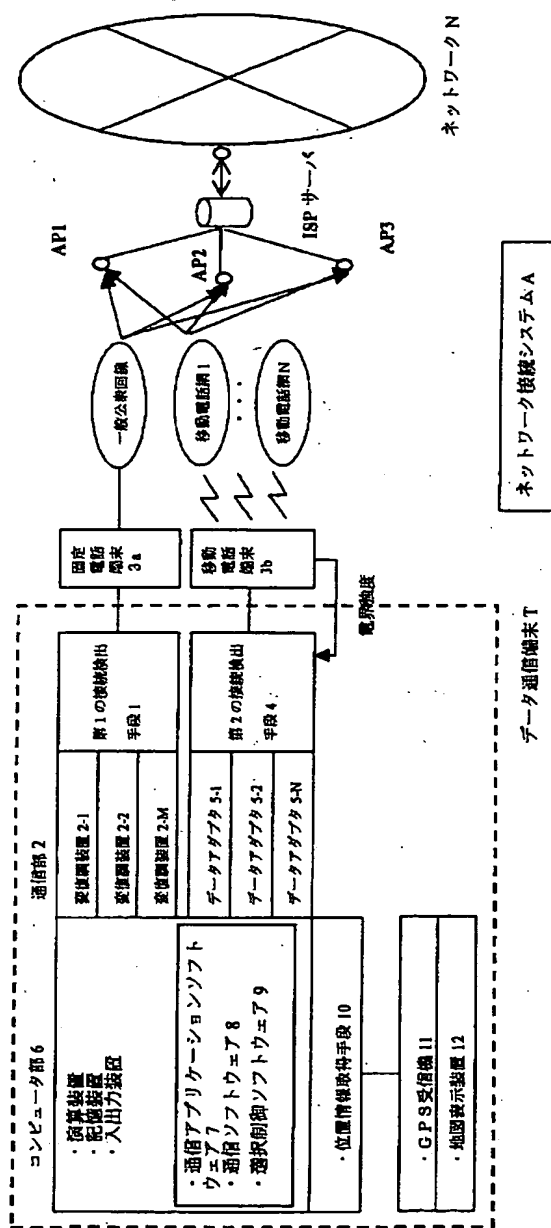 ネットワーク接続システムA
データ通信端末T
コンピュータ部6
・演算装置
・記憶装置
・入出力装置
・通信アプリケーションソフト
ウェア7
・通信ソフトウェア8
・選択制御ソフトウェア9
・位置情報取得手段10
・GPS受信機11
・地図表示装置12
通信部2
変復調装置2-1
変復調装置2-2
変復調装置2-M
データアダプタ5-1
データアダプタ5-2
データアダプタ5-N
第1の接続検出
手段1
第2の接続検出
手段4
固定
電話
端末
3a
移動
電話
端末
3b
電界強度
一般公衆回線
移動電話網1
・・・
移動電話網N
AP1
AP2
AP3
ISPサーバ
ネットワークN